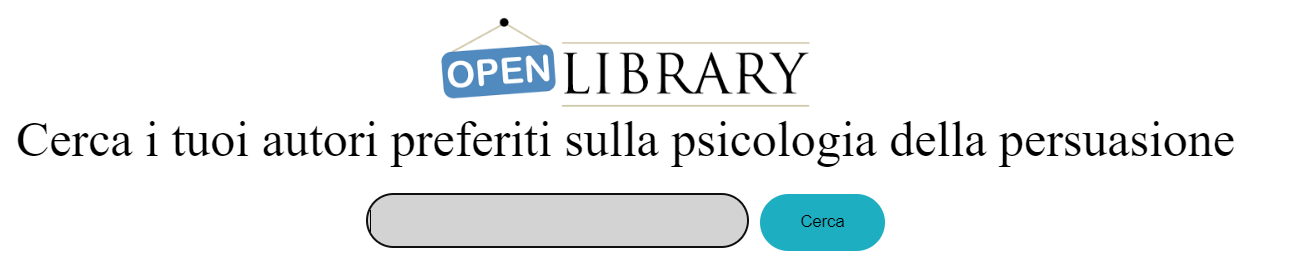 OPEN LIBRARY
Cerca i tuoi autori preferiti sulla psicologia della persuasione
Cerca